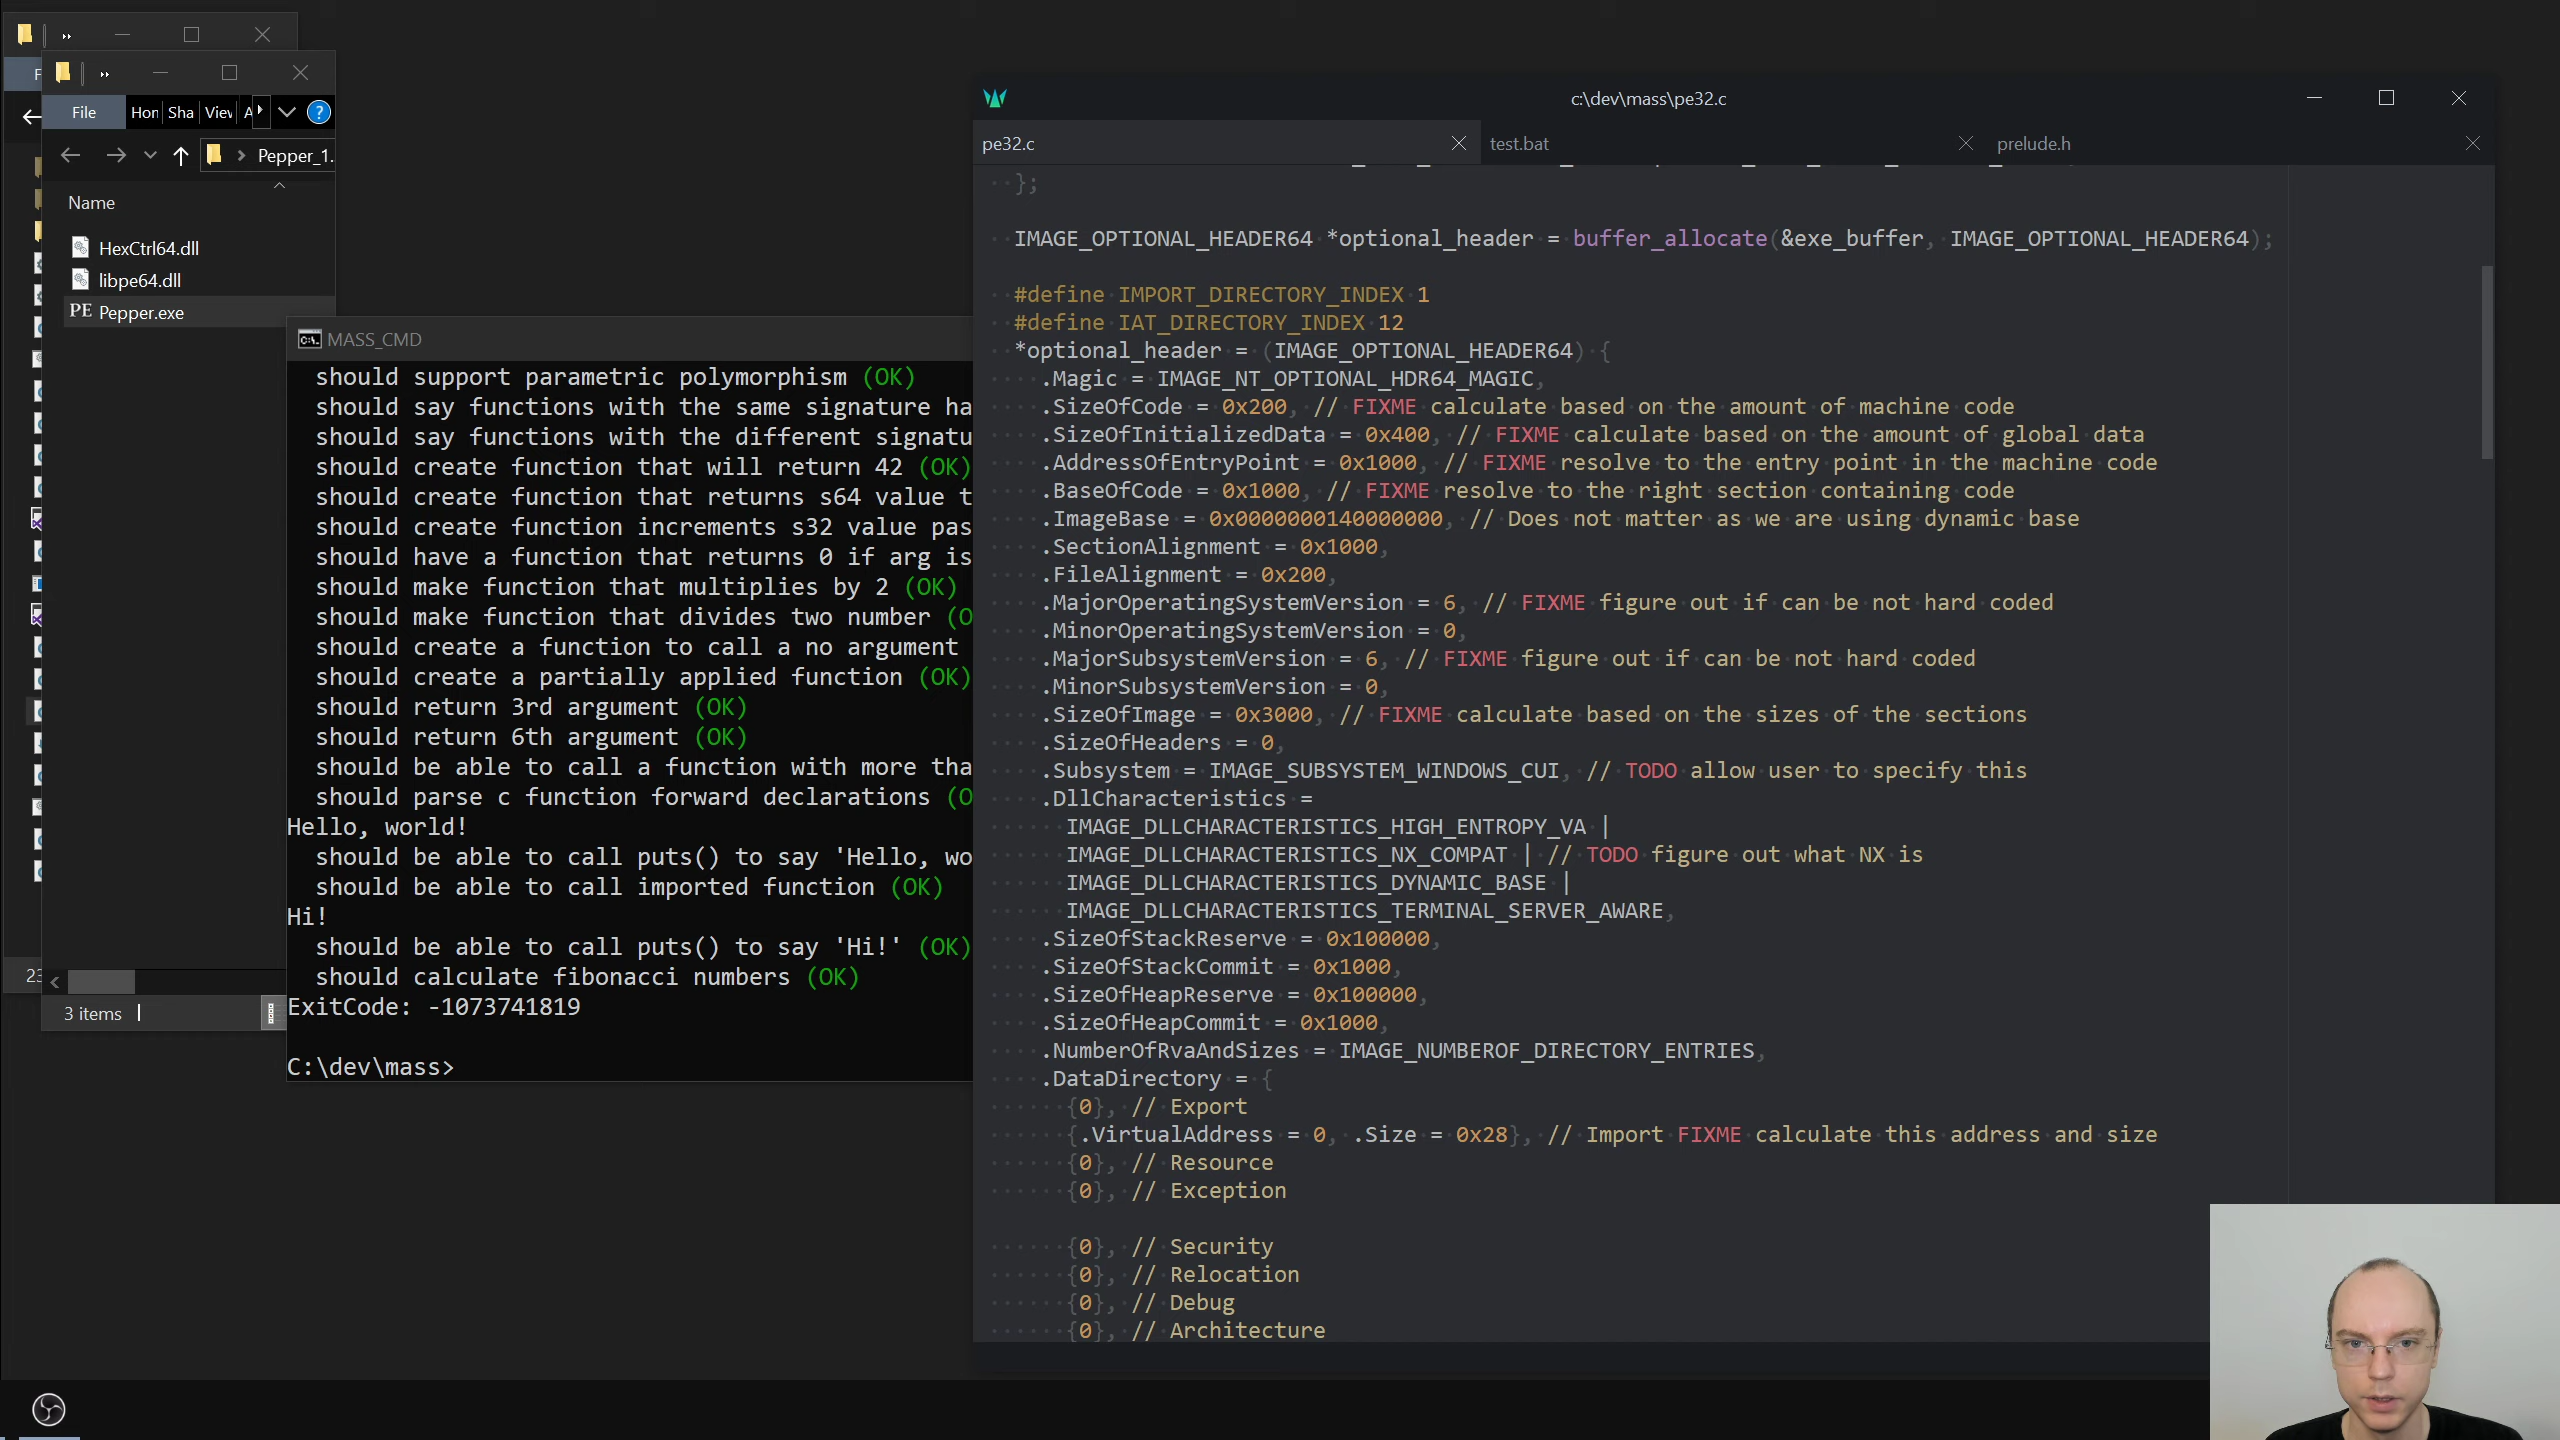 File
Hom
Sha
View
Pepper_1.
Name
HexCtrl64.dll
libpe64.dll
PE Pepper.exe
3 items
23
MASS_CMD
should support parametric polymorphism (OK)
should say functions with the same signature ha
should say functions with the different signatu
should create function that will return 42 (OK)
should create function that returns s64 value t
should create function increments s32 value pas
should have a function that returns 0 if arg is
should make function that multiplies by 2 (OK)
should make function that divides two number (O
should create a function to call a no argument
should create a partially applied function (OK)
should return 3rd argument (OK)
should return 6th argument (OK)
should be able to call a function with more tha
should parse c function forward declarations (O
Hello, world!
should be able to call puts() to say 'Hello, wo
should be able to call imported function (OK)
Hi!
should be able to call puts() to say 'Hi!' (OK)
should calculate fibonacci numbers (OK)
ExitCode: -1073741819
C:\dev\mass>
c:\dev\mass\pe32.c
pe32.c
test.bat
prelude.h
};
IMAGE_OPTIONAL_HEADER64 *optional_header = buffer_allocate(&exe_buffer, IMAGE_OPTIONAL_HEADER64);
#define IMPORT_DIRECTORY_INDEX 1
#define IAT_DIRECTORY_INDEX 12
*optional_header = (IMAGE_OPTIONAL_HEADER64) {
.Magic = IMAGE_NT_OPTIONAL_HDR64_MAGIC,
.SizeOfCode = 0x200, // FIXME calculate based on the amount of machine code
.SizeOfInitializedData = 0x400, // FIXME calculate based on the amount of global data
.AddressOfEntryPoint = 0x1000, // FIXME resolve to the entry point in the machine code
.BaseOfCode = 0x1000, // FIXME resolve to the right section containing code
.ImageBase = 0x0000000140000000, // Does not matter as we are using dynamic base
.SectionAlignment = 0x1000,
.FileAlignment = 0x200,
.MajorOperatingSystemVersion = 6, // FIXME figure out if can be not hard coded
.MinorOperatingSystemVersion = 0,
.MajorSubsystemVersion = 6, // FIXME figure out if can be not hard coded
.MinorSubsystemVersion = 0,
.SizeOfImage = 0x3000, // FIXME calculate based on the sizes of the sections
.SizeOfHeaders = 0,
.Subsystem = IMAGE_SUBSYSTEM_WINDOWS_CUI, // TODO allow user to specify this
.DllCharacteristics =
IMAGE_DLLCHARACTERISTICS_HIGH_ENTROPY_VA |
IMAGE_DLLCHARACTERISTICS_NX_COMPAT | // TODO figure out what NX is
IMAGE_DLLCHARACTERISTICS_DYNAMIC_BASE |
IMAGE_DLLCHARACTERISTICS_TERMINAL_SERVER_AWARE,
.SizeOfStackReserve = 0x100000,
.SizeOfStackCommit = 0x1000,
.SizeOfHeapReserve = 0x100000,
.SizeOfHeapCommit = 0x1000,
.NumberOfRvaAndSizes = IMAGE_NUMBEROF_DIRECTORY_ENTRIES,
.DataDirectory = {
{0}, // Export
{.VirtualAddress = 0, .Size = 0x28}, // Import FIXME calculate this address and size
{0}, // Resource
{0}, // Exception
{0}, // Security
{0}, // Relocation
{0}, // Debug
{0}, // Architecture